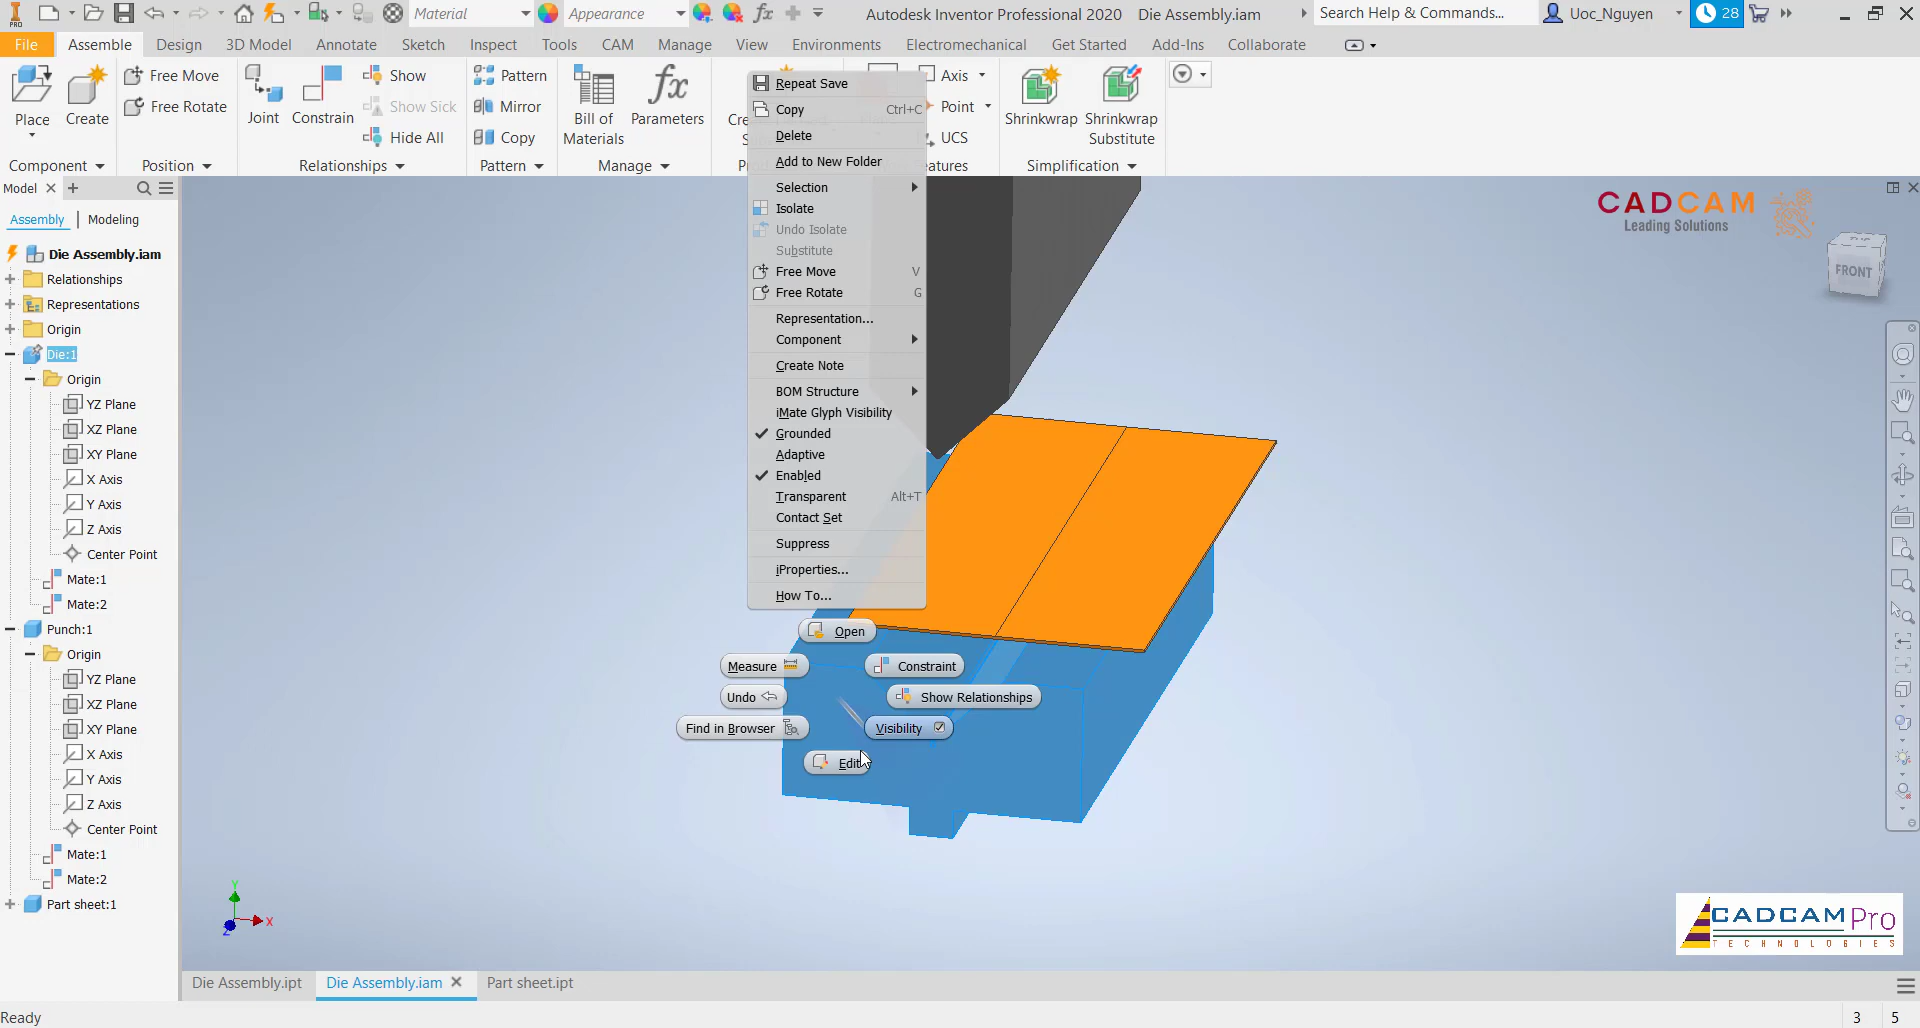 Material
Appearance
Autodesk Inventor Professional 2020 Die Assembly.iam
Search Help & Commands...
Uoc_Nguyen
28
PRO
File Assemble Design 3D Model Annotate Sketch Inspect Tools CAM Manage View Environments Electromechanical Get Started Add-Ins Collaborate
Place
Create
Free Move
Free Rotate
Joint
Constrain
Show
Show Sick
Hide All
Pattern
Mirror
Copy
Bill of
Materials
Parameters
Axis
Point
UCS
Shrinkwrap
Shrinkwrap
Substitute
Component
Position
Relationships
Pattern
Manage
Simplification
Model
Assembly | Modeling
Die Assembly.iam
Relationships
Representations
Origin
Die:1
Origin
YZ Plane
XZ Plane
XY Plane
X Axis
Y Axis
Z Axis
Center Point
Mate:1
Mate:2
Punch:1
Origin
YZ Plane
XZ Plane
XY Plane
X Axis
Y Axis
Z Axis
Center Point
Mate:1
Mate:2
Part sheet:1
Repeat Save
Copy Ctrl+C
Delete
Add to New Folder
Selection
Isolate
Undo Isolate
Substitute
Free Move V
Free Rotate G
Representation...
Component
Create Note
BOM Structure
iMate Glyph Visibility
Grounded
Adaptive
Enabled
Transparent Alt+T
Contact Set
Suppress
iProperties...
How To...
Open
Measure
Constraint
Undo
Show Relationships
Find in Browser
Visibility
Edit
CADCAM
Leading Solutions
FRONT
Y
X
Z
CADCAM Pro
TECHNOLOGIES
Die Assembly.ipt
Die Assembly.iam
Part sheet.ipt
Ready
3 5